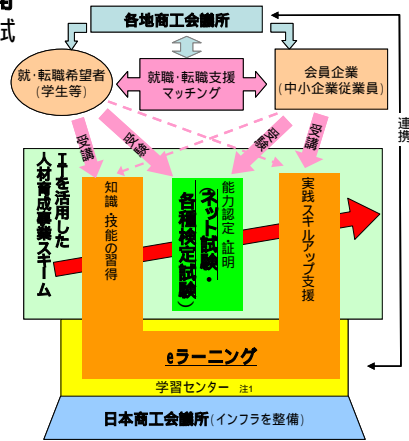 式
各地商工会議所
就・転職希望者
(学生等)
就職・転職支援
マッチング
会員企業
(中小企業従業員)
連携
受講
受験
受験
受講
ITを活用した
人材育成事業スキーム
知識・技能の習得
能力認定・証明
(ネット試験・
各種検定試験)
実践スキルアップ支援
eラーニング
学習センター 注1
日本商工会議所(インフラを整備)